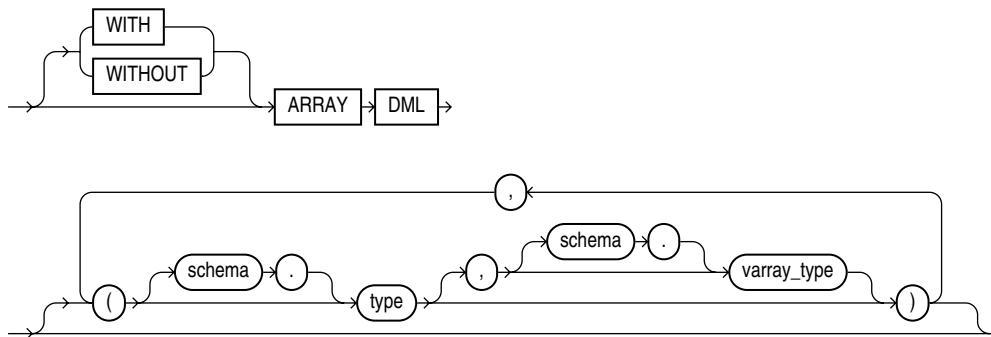 WITH
WITHOUT
ARRAY DML
,
schema .
schema . , varray_type
( type )